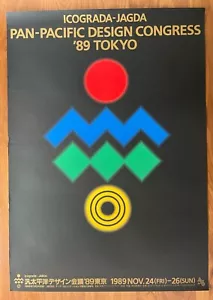 ICOGRADA-JAGDA
PAN-PACIFIC DESIGN CONGRESS
'89 TOKYO
汎太平洋デザイン会議'89東京 1989 NOV. 24(FRI)-26(SUN)